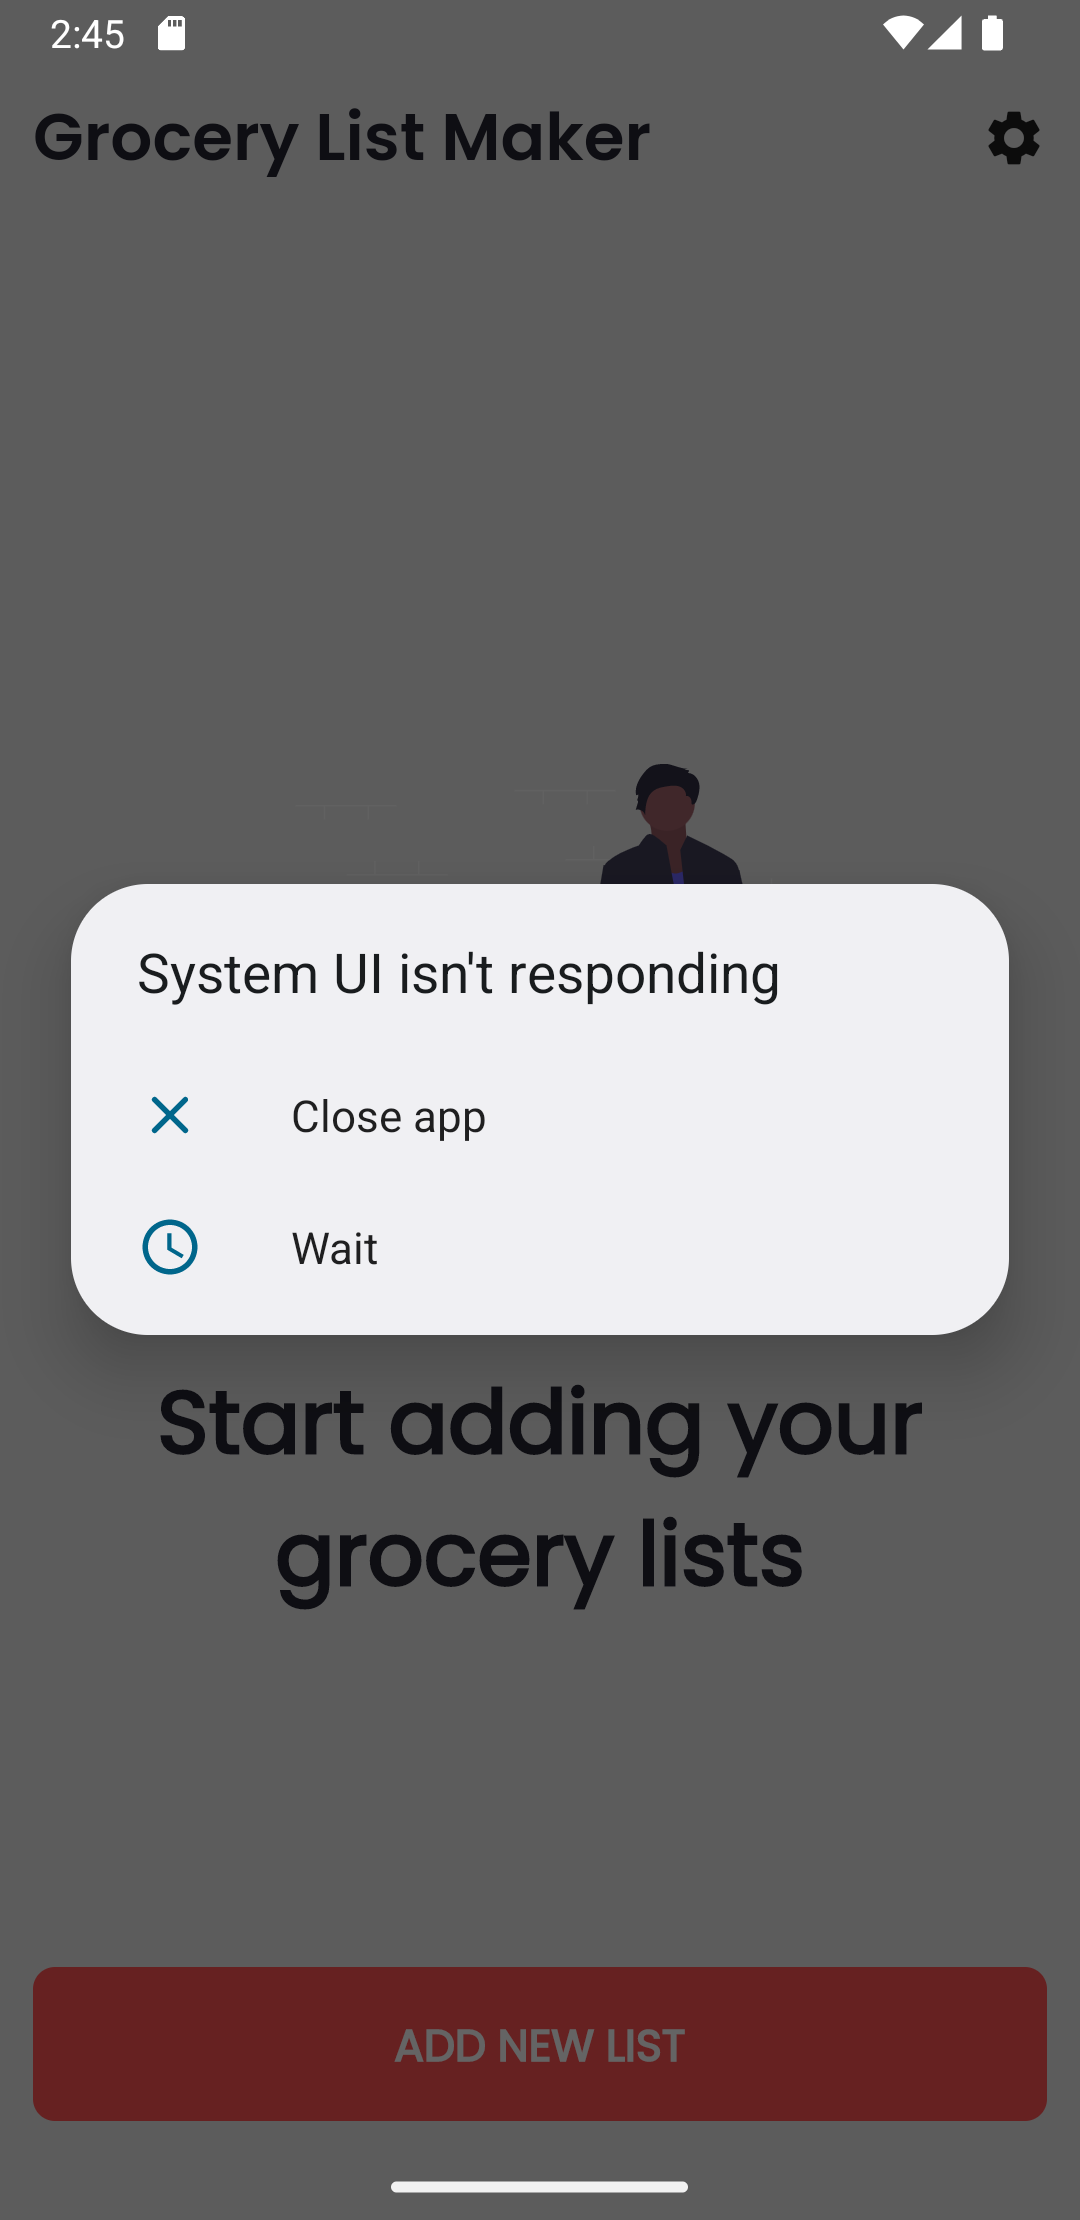 2:45
Grocery List Maker
System UI isn't responding
Close app
Wait
Start adding your
grocery lists
ADD NEW LIST